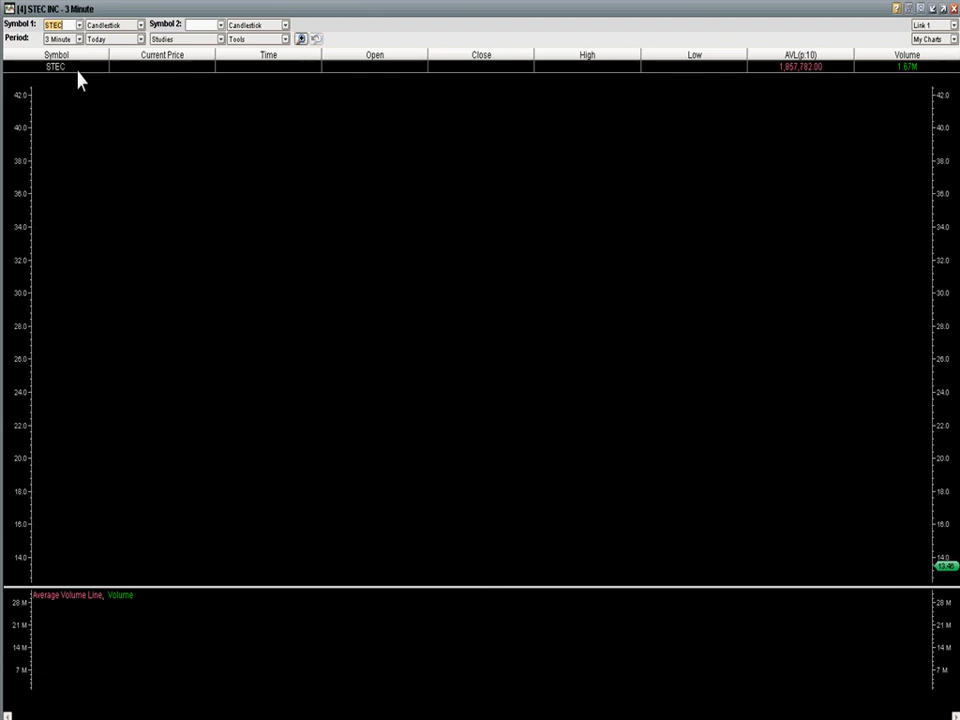 [4] STEC INC - 3 Minute
Symbol 1: STEC Candlestick Symbol 2: Candlestick Link 1
Period: 3 Minute Today Studies Tools My Charts
Symbol Current Price Time Open Close High Low AVL(p:10) Volume
STEC 1,857,782.00 1.67M
42.0 42.0
40.0 40.0
38.0 38.0
36.0 36.0
34.0 34.0
32.0 32.0
30.0 30.0
28.0 28.0
26.0 26.0
24.0 24.0
22.0 22.0
20.0 20.0
18.0 18.0
16.0 16.0
14.0 14.0
13.46
Average Volume Line, Volume
28 M 28 M
21 M 21 M
14 M 14 M
7 M 7 M